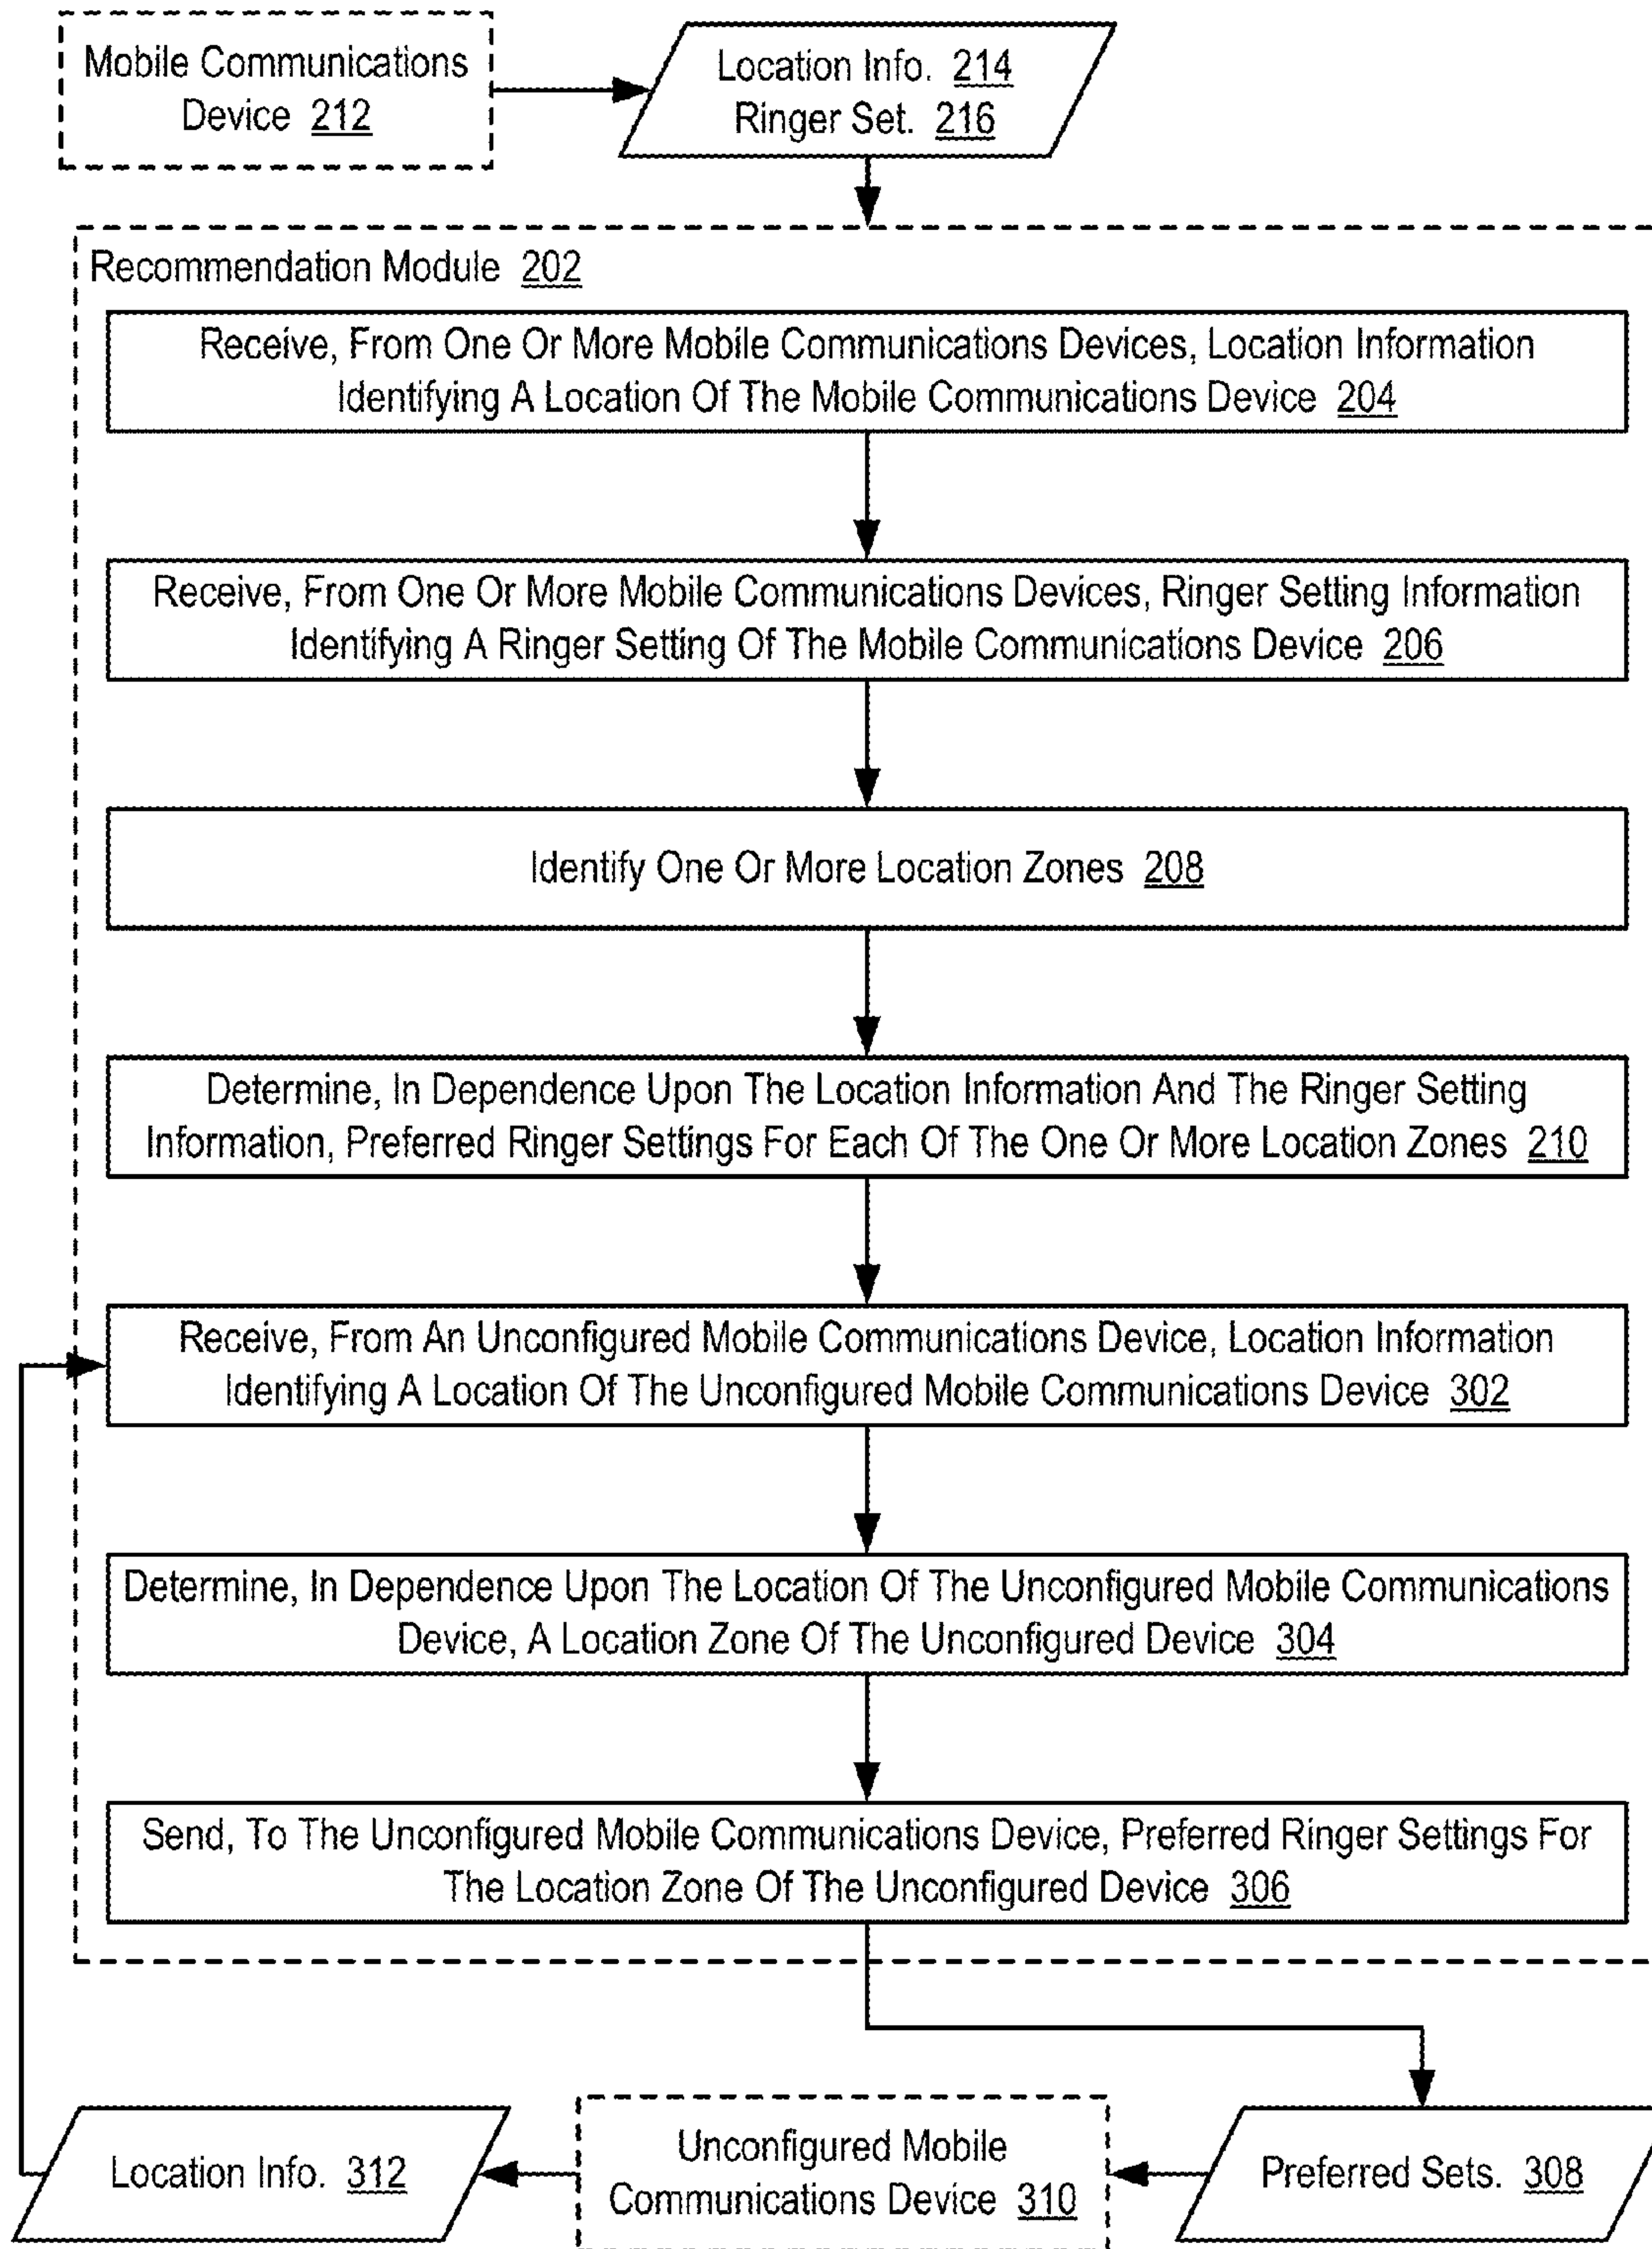 Mobile Communications
Device 212
Location Info. 214
Ringer Set. 216
Recommendation Module 202
Receive, From One Or More Mobile Communications Devices, Location Information
Identifying A Location Of The Mobile Communications Device 204
Receive, From One Or More Mobile Communications Devices, Ringer Setting Information
Identifying A Ringer Setting Of The Mobile Communications Device 206
Identify One Or More Location Zones 208
Determine, In Dependence Upon The Location Information And The Ringer Setting
Information, Preferred Ringer Settings For Each Of The One Or More Location Zones 210
Receive, From An Unconfigured Mobile Communications Device, Location Information
Identifying A Location Of The Unconfigured Mobile Communications Device 302
Determine, In Dependence Upon The Location Of The Unconfigured Mobile Communications
Device, A Location Zone Of The Unconfigured Device 304
Send, To The Unconfigured Mobile Communications Device, Preferred Ringer Settings For
The Location Zone Of The Unconfigured Device 306
Location Info. 312
Unconfigured Mobile
Communications Device 310
Preferred Sets. 308